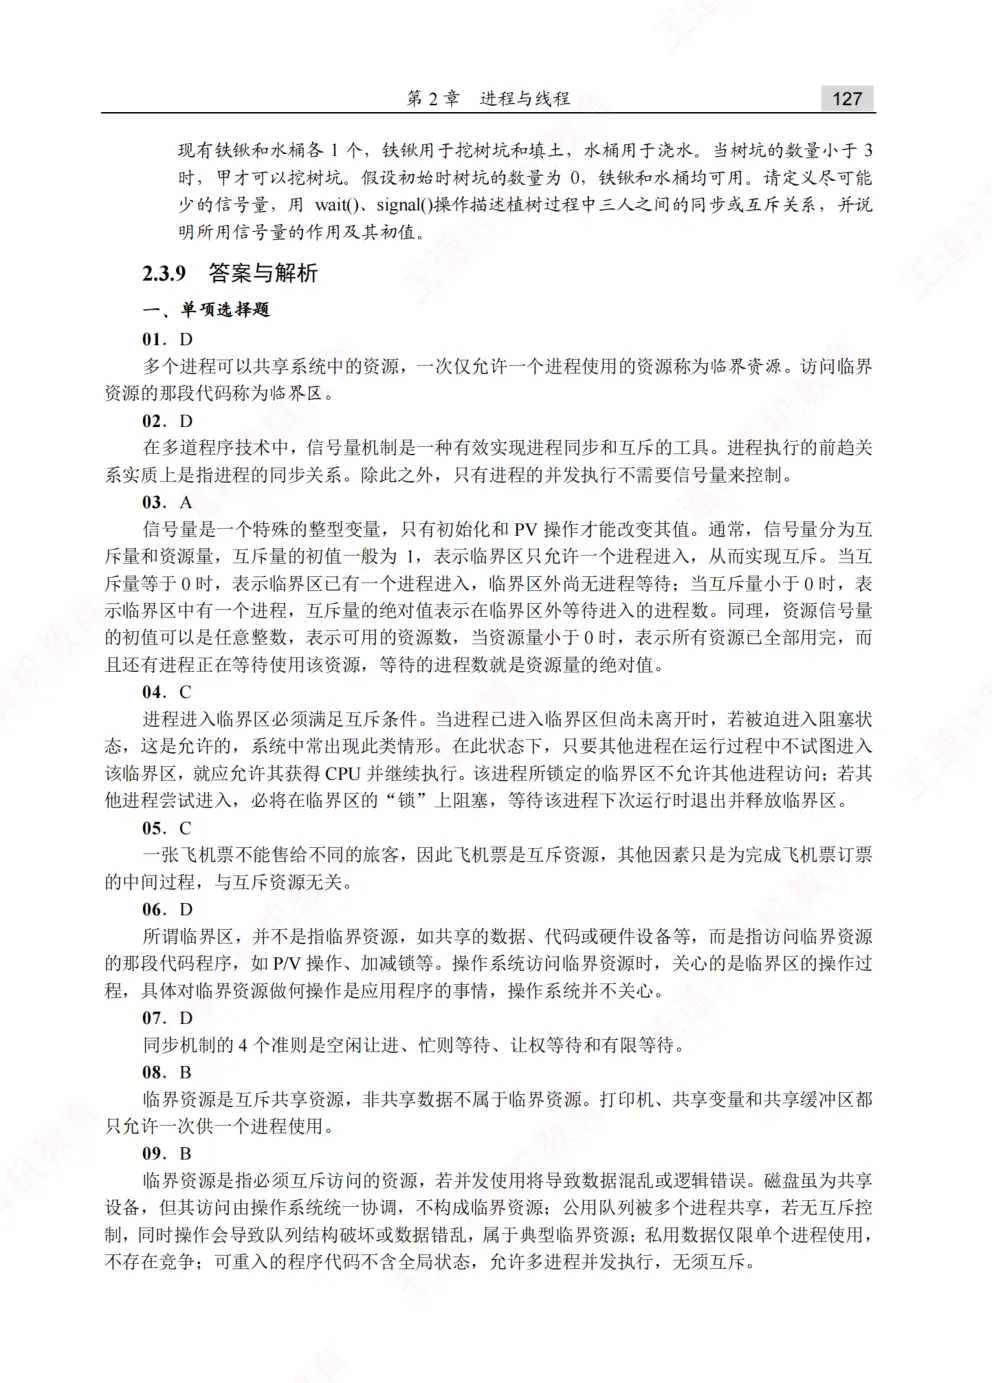 第 2 章　进程与线程　127
现有铁锹和水桶各 1 个，铁锹用于挖树坑和填土，水桶用于浇水。当树坑的数量小于 3
时，甲才可以挖树坑。假设初始时树坑的数量为 0，铁锹和水桶均可用。请定义尽可能
少的信号量，用 wait()、signal()操作描述植树过程中三人之间的同步或互斥关系，并说
明所用信号量的作用及其初值。
2.3.9　答案与解析
一、单项选择题
01．D
多个进程可以共享系统中的资源，一次仅允许一个进程使用的资源称为临界资源。访问临界
资源的那段代码称为临界区。
02．D
在多道程序技术中，信号量机制是一种有效实现进程同步和互斥的工具。进程执行的前趋关
系实质上是指进程的同步关系。除此之外，只有进程的并发执行不需要信号量来控制。
03．A
信号量是一个特殊的整型变量，只有初始化和 PV 操作才能改变其值。通常，信号量分为互
斥量和资源量，互斥量的初值一般为 1，表示临界区只允许一个进程进入，从而实现互斥。当互
斥量等于 0 时，表示临界区已有一个进程进入，临界区外尚无进程等待；当互斥量小于 0 时，表
示临界区中有一个进程，互斥量的绝对值表示在临界区外等待进入的进程数。同理，资源信号量
的初值可以是任意整数，表示可用的资源数，当资源量小于 0 时，表示所有资源已全部用完，而
且还有进程正在等待使用该资源，等待的进程数就是资源量的绝对值。
04．C
进程进入临界区必须满足互斥条件。当进程已进入临界区但尚未离开时，若被迫进入阻塞状
态，这是允许的，系统中常出现此类情形。在此状态下，只要其他进程在运行过程中不试图进入
该临界区，就应允许其获得 CPU 并继续执行。该进程所锁定的临界区不允许其他进程访问；若其
他进程尝试进入，必将在临界区的“锁”上阻塞，等待该进程下次运行时退出并释放临界区。
05．C
一张飞机票不能售给不同的旅客，因此飞机票是互斥资源，其他因素只是为完成飞机票订票
的中间过程，与互斥资源无关。
06．D
所谓临界区，并不是指临界资源，如共享的数据、代码或硬件设备等，而是指访问临界资源
的那段代码程序，如 P/V 操作、加减锁等。操作系统访问临界资源时，关心的是临界区的操作过
程，具体对临界资源做何操作是应用程序的事情，操作系统并不关心。
07．D
同步机制的 4 个准则是空闲让进、忙则等待、让权等待和有限等待。
08．B
临界资源是互斥共享资源，非共享数据不属于临界资源。打印机、共享变量和共享缓冲区都
只允许一次供一个进程使用。
09．B
临界资源是指必须互斥访问的资源，若并发使用将导致数据混乱或逻辑错误。磁盘虽为共享
设备，但其访问由操作系统统一协调，不构成临界资源；公用队列被多个进程共享，若无互斥控
制，同时操作会导致队列结构破坏或数据错乱，属于典型临界资源；私用数据仅限单个进程使用，
不存在竞争；可重入的程序代码不含全局状态，允许多进程并发执行，无须互斥。